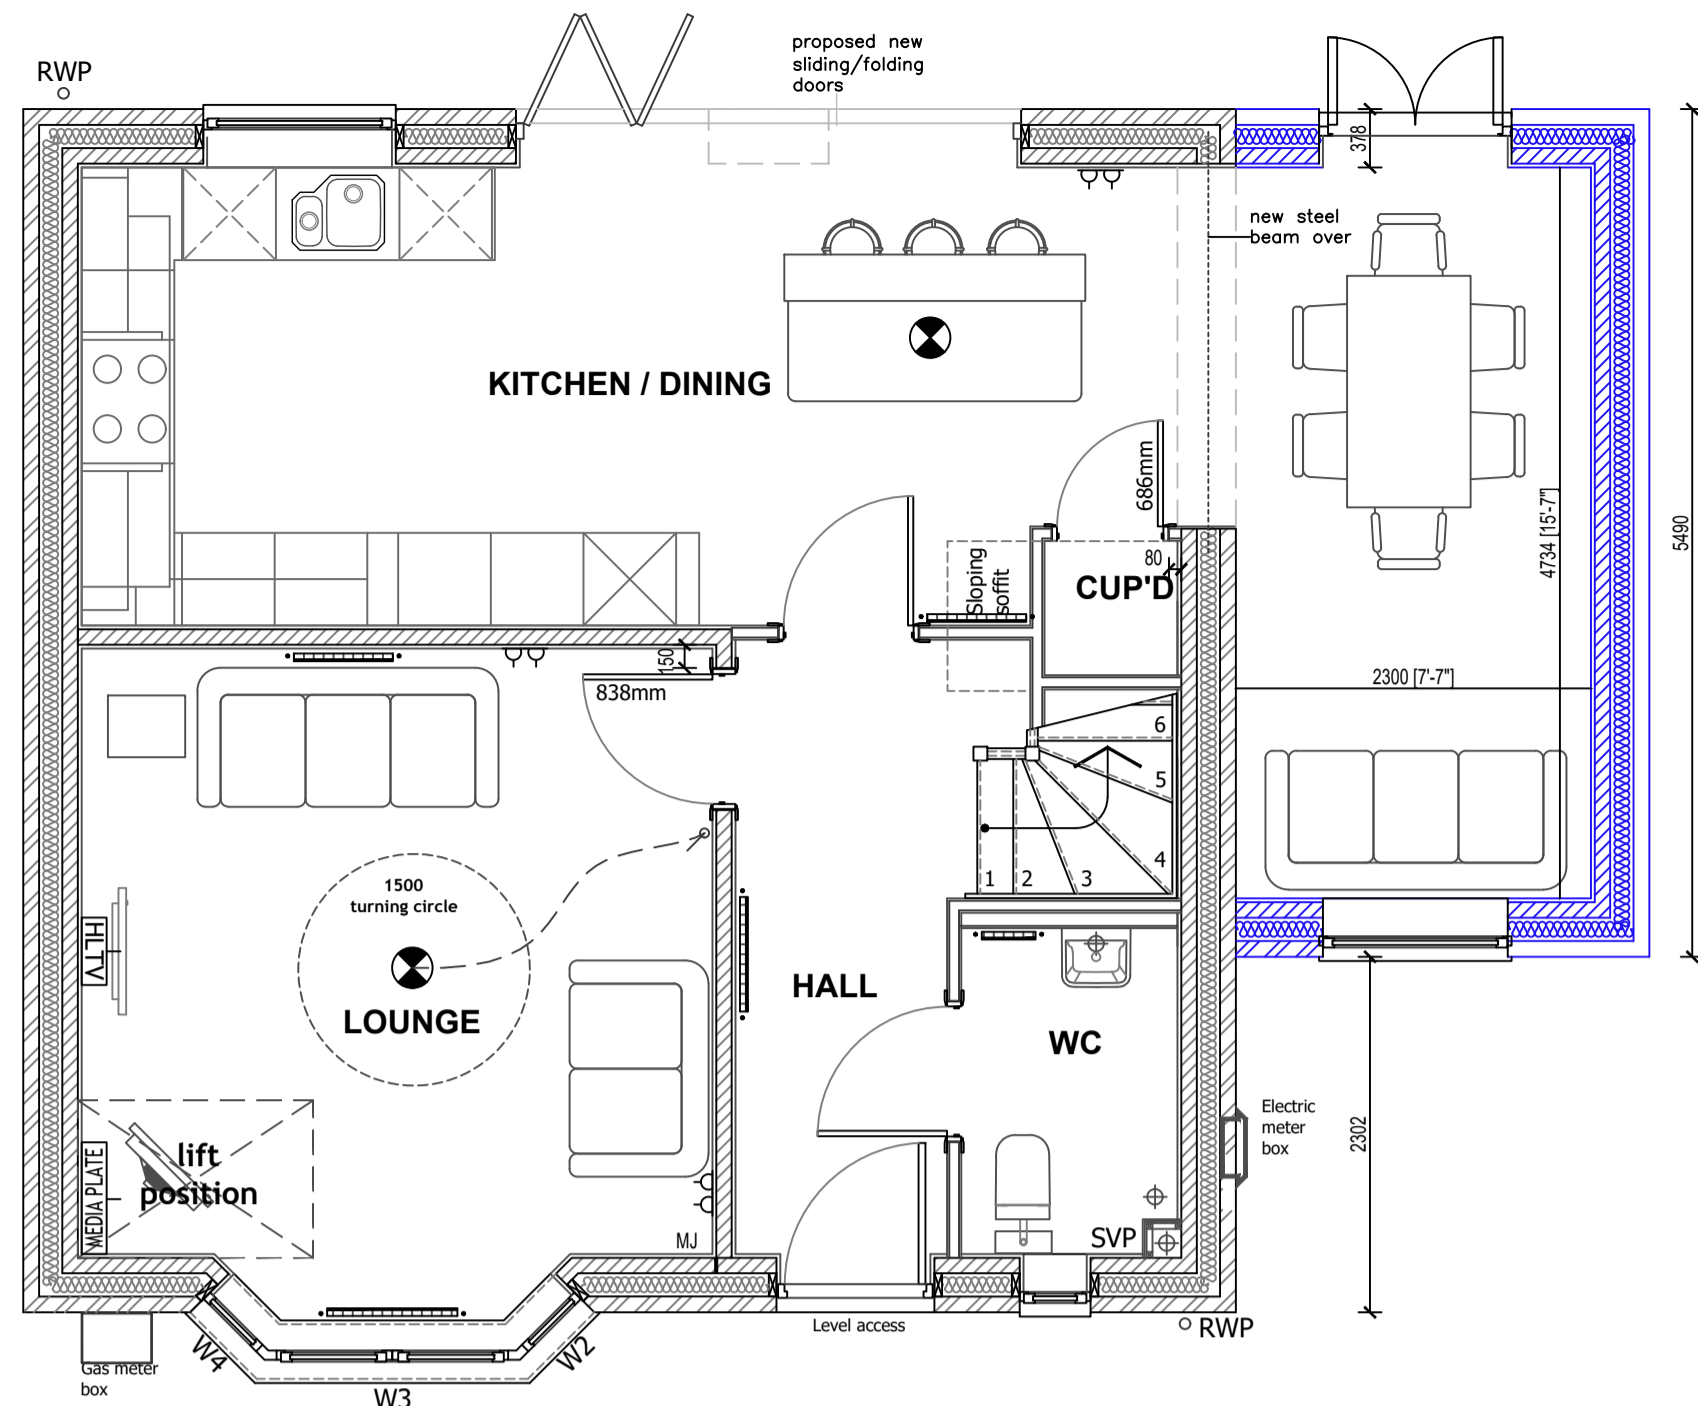 RWP
proposed new
sliding/folding
doors
378
new steel
beam over
KITCHEN / DINING
686mm
4734 [15'-7"]
5490
Sloping
soffit
80
CUP'D
150
838mm
2300 [7'-7"]
6
5
4
3
2
1
1500
turning circle
HLTV
LOUNGE
HALL
WC
Electric
meter
box
2302
lift
position
MEDIA PLATE
MJ
SVP
Level access
RWP
Gas meter
box
W4
W3
W2